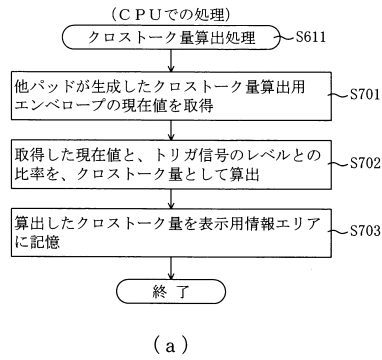 (CPUでの処理)
クロストーク量算出処理
S611
他パッドが生成したクロストーク量算出用
エンベロープの現在値を取得
S701
取得した現在値と、トリガ信号のレベルとの
比率を、クロストーク量として算出
S702
算出したクロストーク量を表示用情報エリア
に記憶
S703
終了
(a)